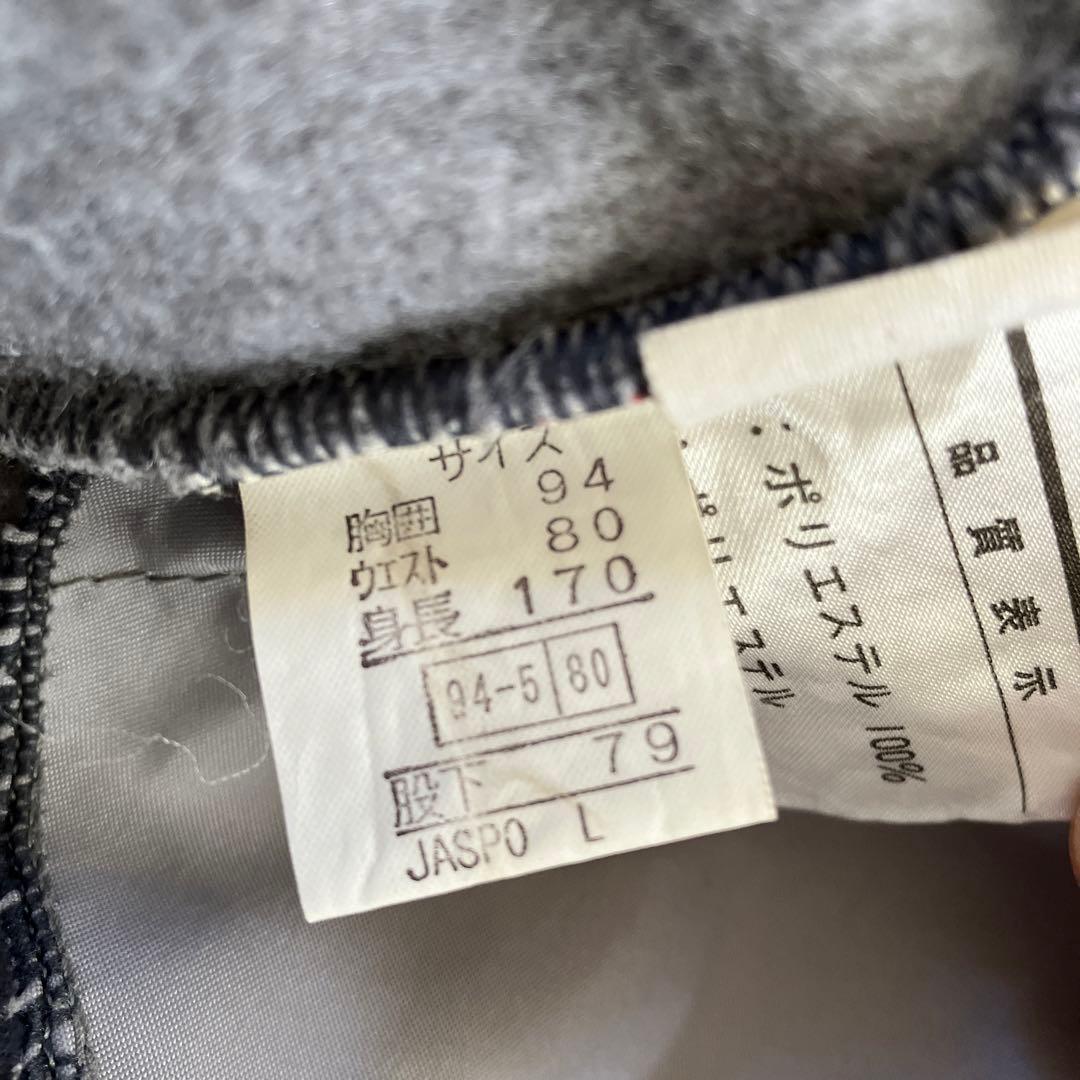 サイズ
胸囲 94
ウエスト 80
身長 170
94-5 80
股下 79
JASPO L
品質表示
：ポリエステル 100%
ポリエステル